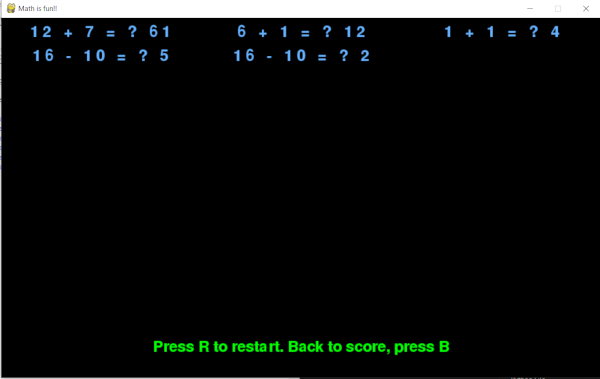 Math is fun!!
12 + 7 = ? 61 6 + 1 = ? 12 1 + 1 = ? 4
16 - 10 = ? 5 16 - 10 = ? 2
Press R to restart. Back to score, press B